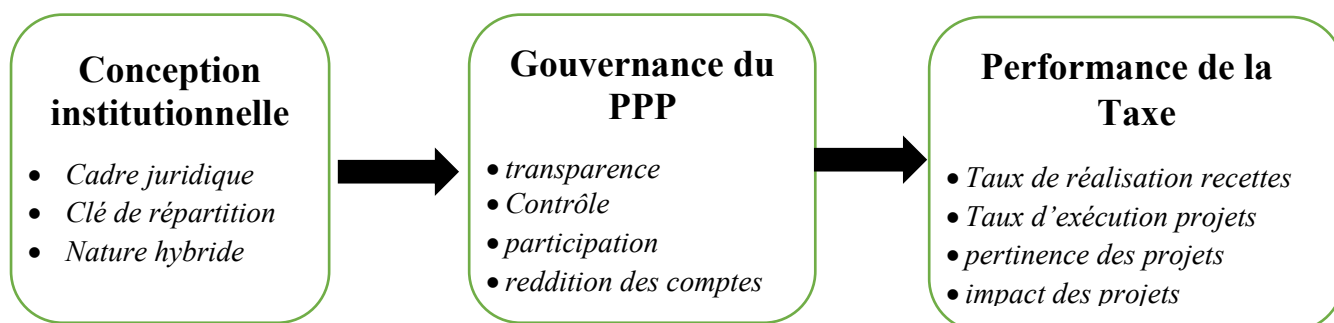 Conception
institutionnelle
• Cadre juridique
• Clé de répartition
• Nature hybride
Gouvernance du
PPP
• transparence
• Contrôle
• participation
• reddition des comptes
Performance de la
Taxe
• Taux de réalisation recettes
• Taux d’exécution projets
• pertinence des projets
• impact des projets